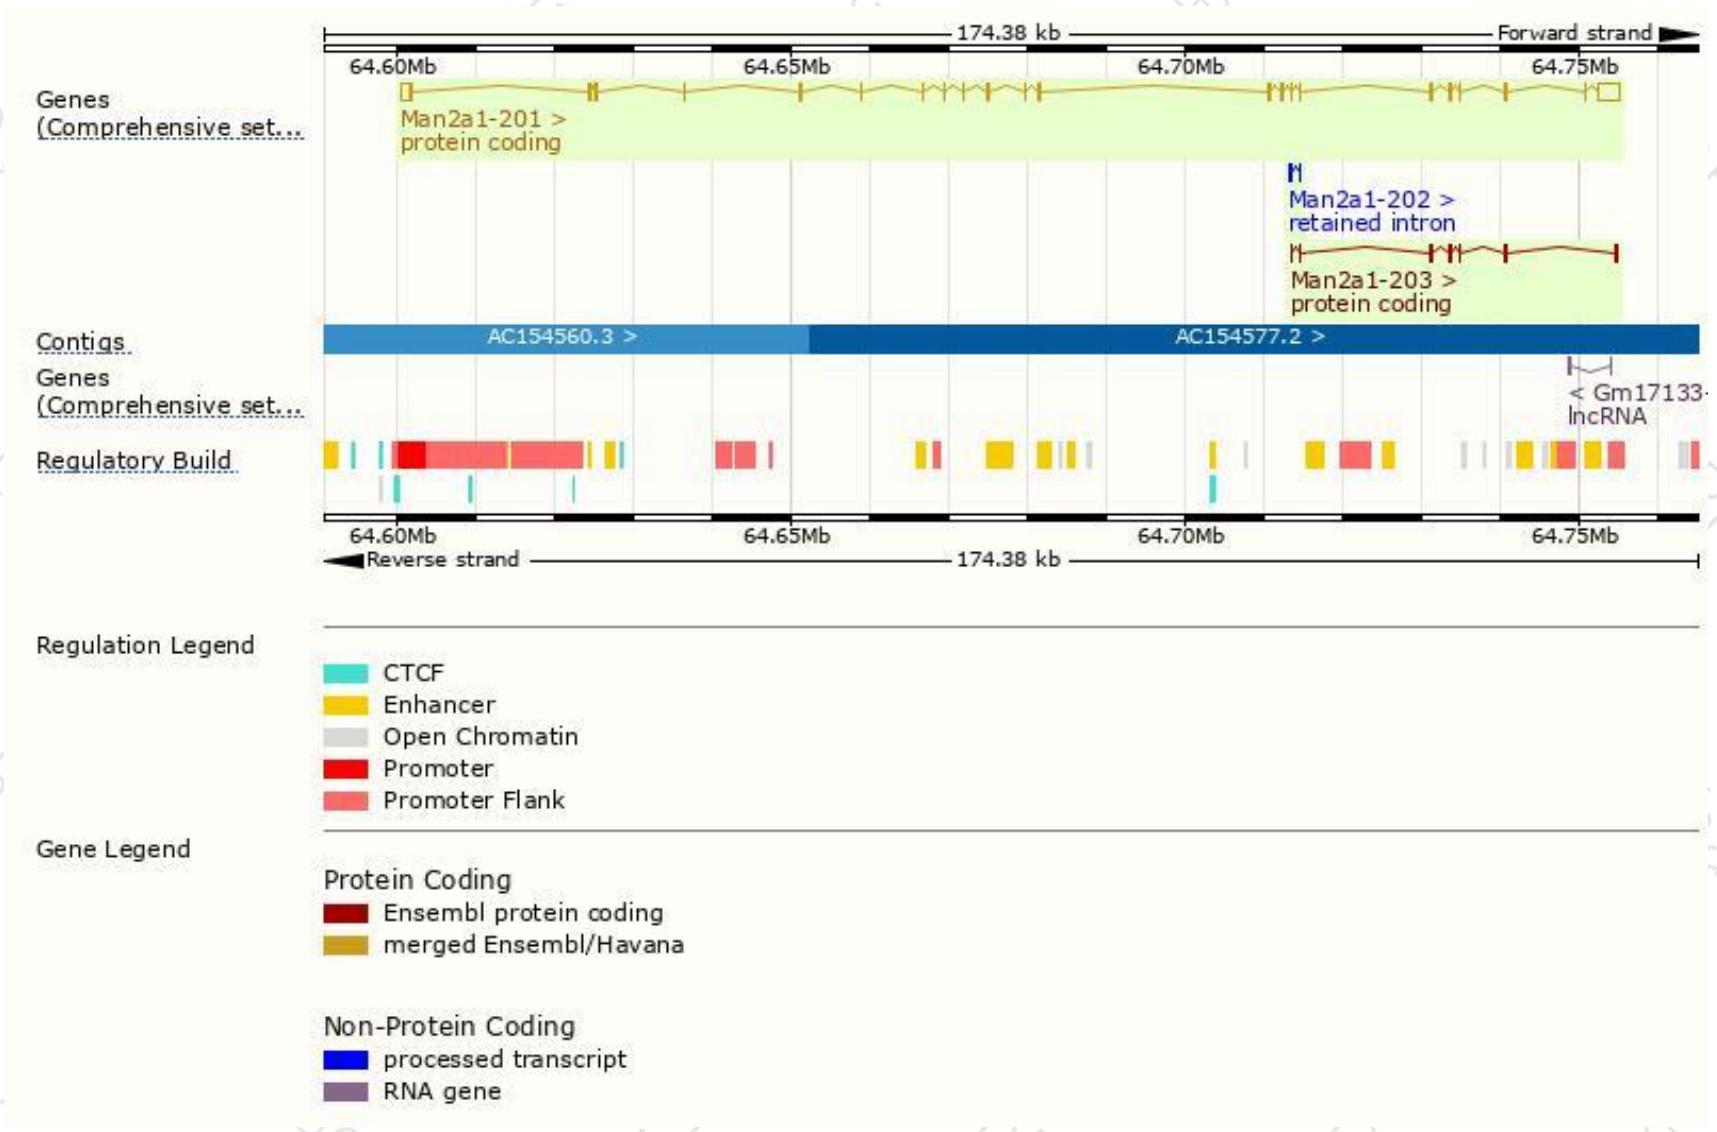 174.38 kb
Forward strand
64.60Mb 64.65Mb 64.70Mb 64.75Mb
Genes
(Comprehensive set...
Man2a1-201 >
protein coding
Man2a1-202 >
retained intron
Man2a1-203 >
protein coding
Contigs
AC154560.3 > AC154577.2 >
Genes
(Comprehensive set...
< Gm17133-
lncRNA
Regulatory Build
64.60Mb 64.65Mb 64.70Mb 64.75Mb
Reverse strand
174.38 kb
Regulation Legend
CTCF
Enhancer
Open Chromatin
Promoter
Promoter Flank
Gene Legend
Protein Coding
Ensembl protein coding
merged Ensembl/Havana
Non-Protein Coding
processed transcript
RNA gene